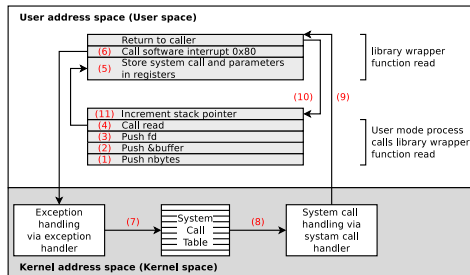 User address space (User space)
Return to caller
(6) Call software interrupt 0x80
(5) Store system call and parameters
in registers
library wrapper
function read
(10)
(9)
(11) Increment stack pointer
(4) Call read
(3) Push fd
(2) Push &buffer
(1) Push nbytes
User mode process
calls library wrapper
function read
Exception
handling
via exception
handler
(7)
System
Call
Table
(8)
System call
handling via
systam call
handler
Kernel address space (Kernel space)